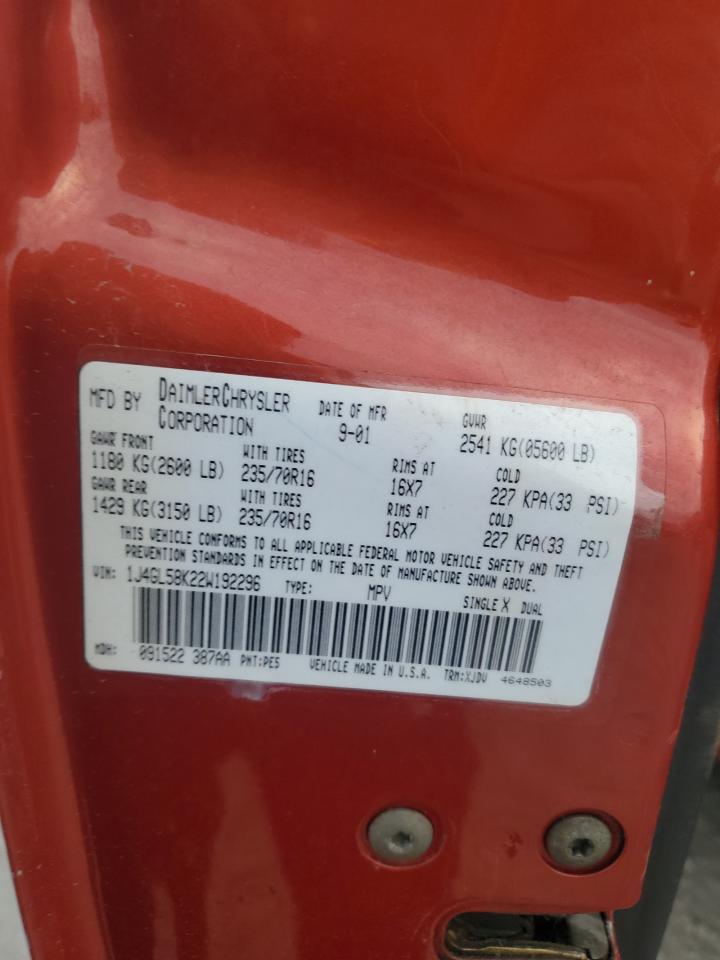 MFD BY DAIMLERCHRYSLER CORPORATION DATE OF MFR 9-01 GVWR 2541 KG(05600 LB)
GAWR FRONT WITH TIRES RIMS AT COLD
1180 KG(2600 LB) 235/70R16 16X7 227 KPA(33 PSI)
GAWR REAR WITH TIRES RIMS AT COLD
1429 KG(3150 LB) 235/70R16 16X7 227 KPA(33 PSI)
THIS VEHICLE CONFORMS TO ALL APPLICABLE FEDERAL MOTOR VEHICLE SAFETY AND THEFT
PREVENTION STANDARDS IN EFFECT ON THE DATE OF MANUFACTURE SHOWN ABOVE.
VIN: 1J4GL58K22W192296 TYPE: MPV SINGLE X DUAL
MDH: 091522 387AA PNT:PE5 VEHICLE MADE IN U.S.A. TRM:XJDV 4648503